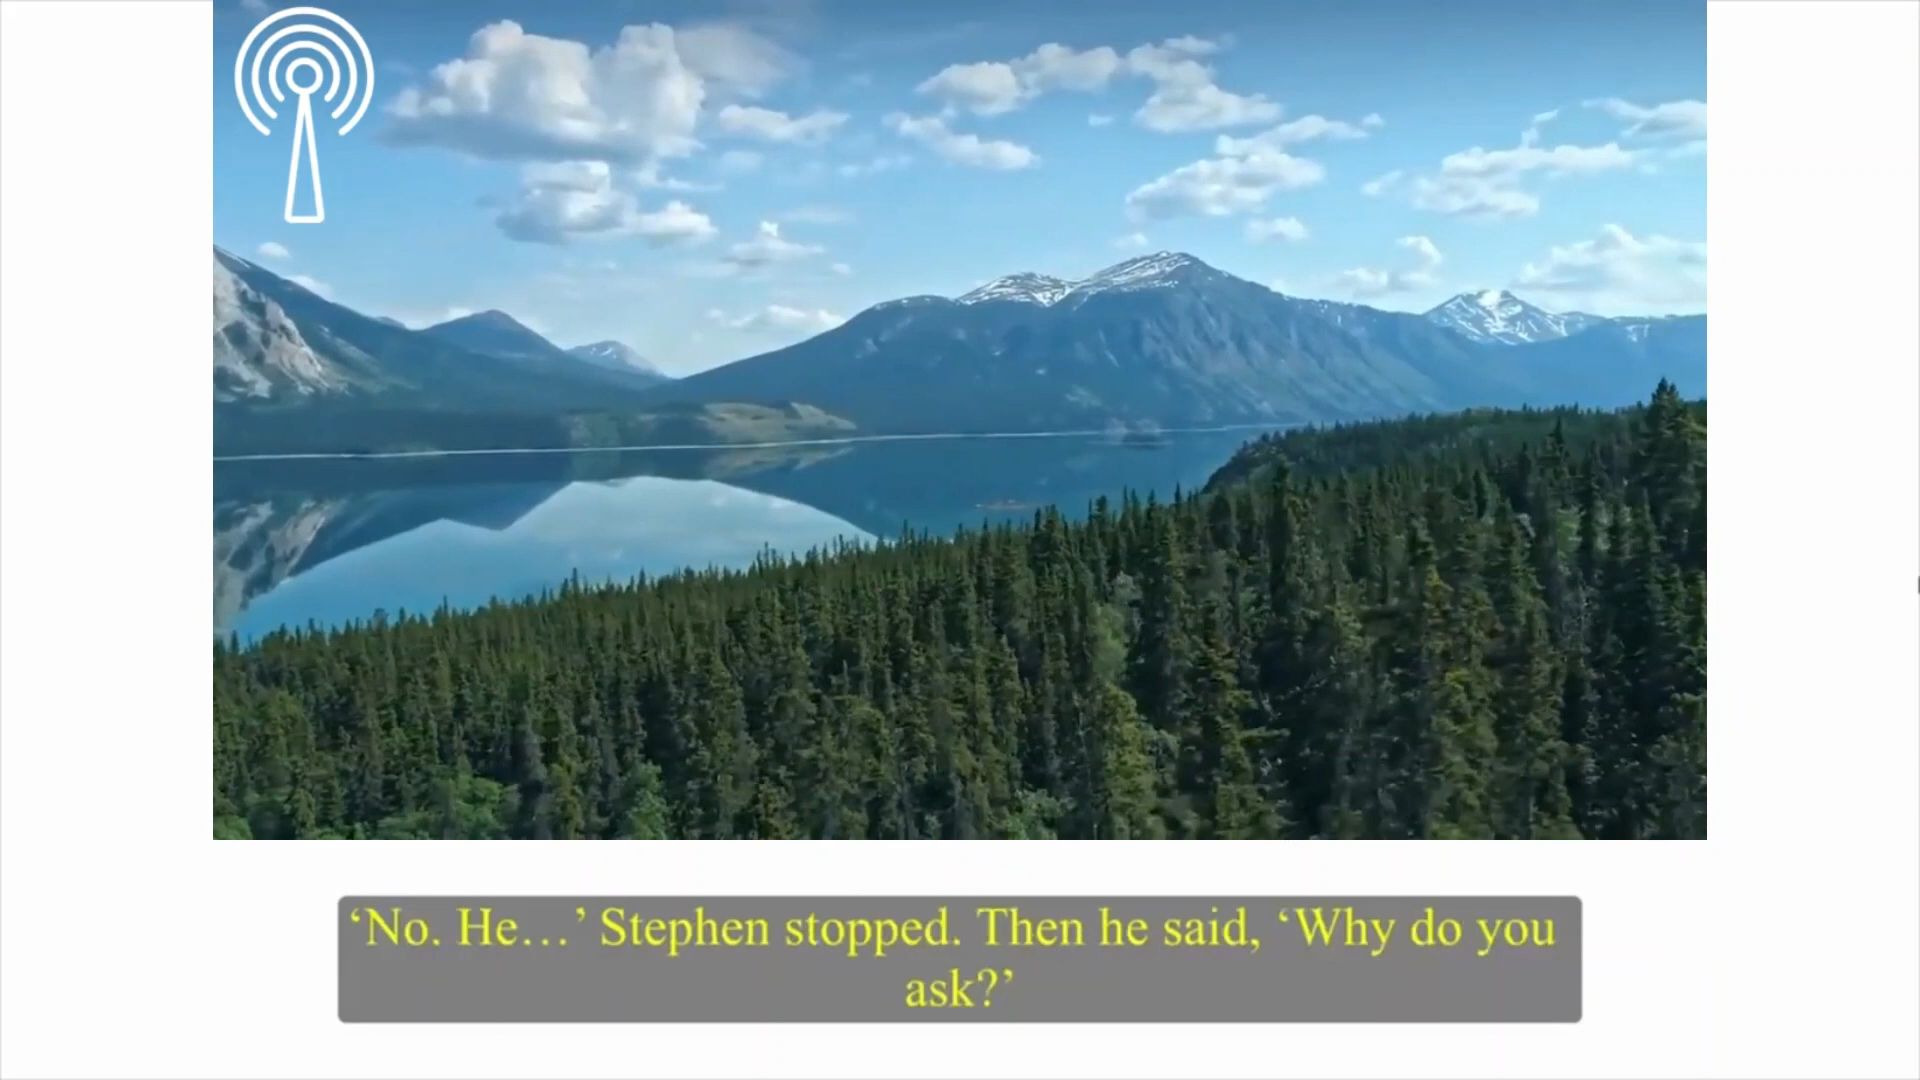 ‘No. He…’ Stephen stopped. Then he said, ‘Why do you
ask?’